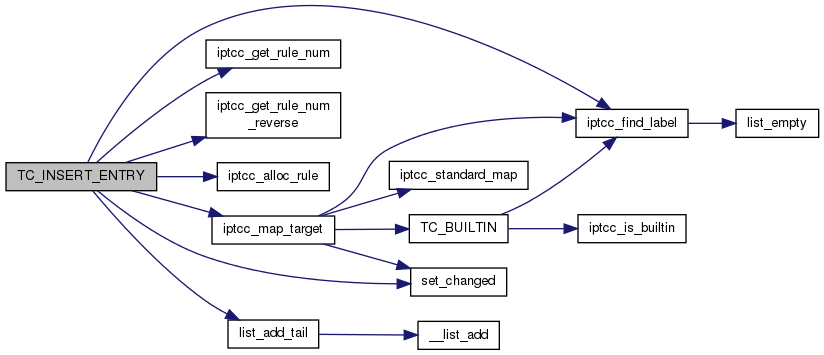 TC_INSERT_ENTRY
iptcc_get_rule_num
iptcc_get_rule_num
_reverse
iptcc_alloc_rule
iptcc_map_target
list_add_tail
iptcc_standard_map
TC_BUILTIN
set_changed
__list_add
iptcc_find_label
iptcc_is_builtin
list_empty